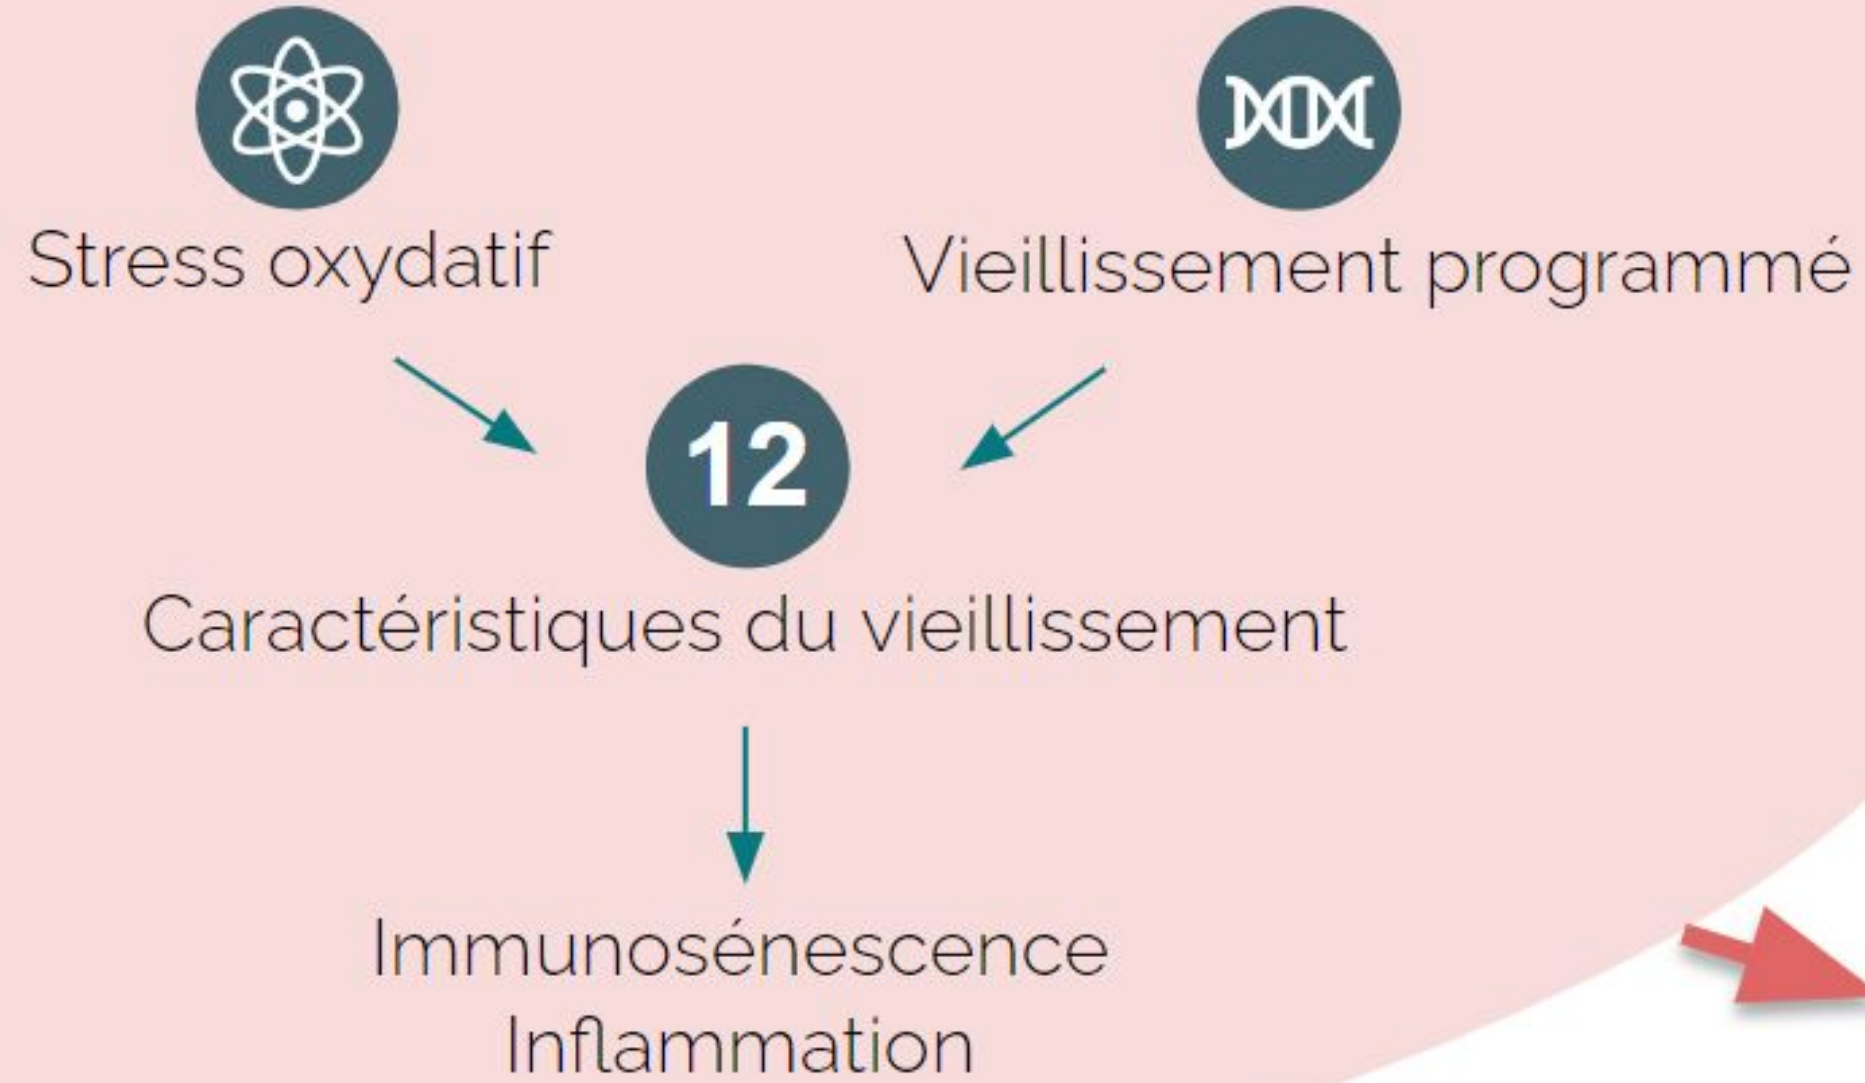 Stress oxydatif
Vieillissement programmé
12
Caractéristiques du vieillissement
Immunosénescence
Inflammation